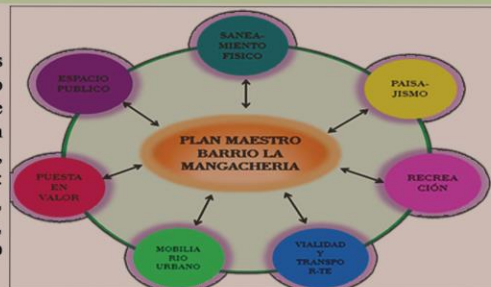 SANEA-
MIENTO
FISICO
ESPACIO
PUBLICO
PAISA-
JISMO
PLAN MAESTRO
BARRIO LA
MANGACHERIA
PUESTA
EN
VALOR
RECREA
CIÓN
MOBILIA
RIO
URBANO
VIALIDAD
Y
TRANSPO
R-TE